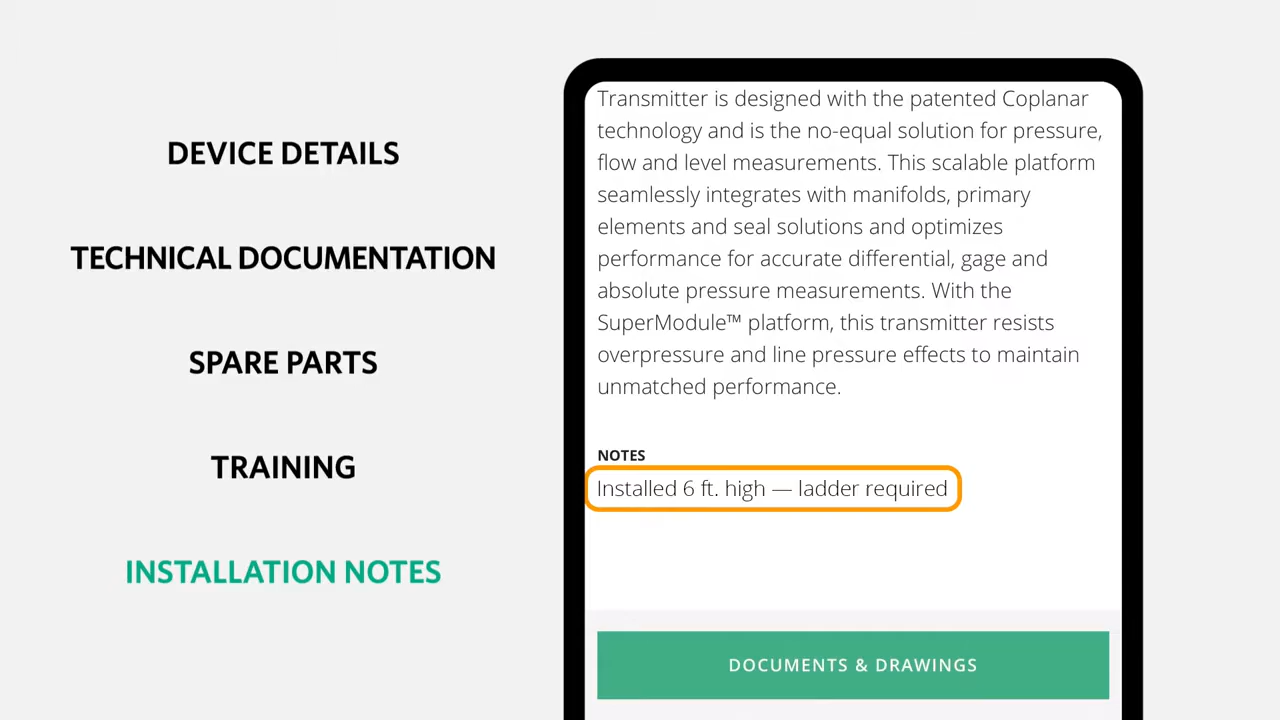 DEVICE DETAILS
TECHNICAL DOCUMENTATION
SPARE PARTS
TRAINING
INSTALLATION NOTES
Transmitter is designed with the patented Coplanar
technology and is the no-equal solution for pressure,
flow and level measurements. This scalable platform
seamlessly integrates with manifolds, primary
elements and seal solutions and optimizes
performance for accurate differential, gage and
absolute pressure measurements. With the
SuperModule™ platform, this transmitter resists
overpressure and line pressure effects to maintain
unmatched performance.
NOTES
Installed 6 ft. high — ladder required
DOCUMENTS & DRAWINGS